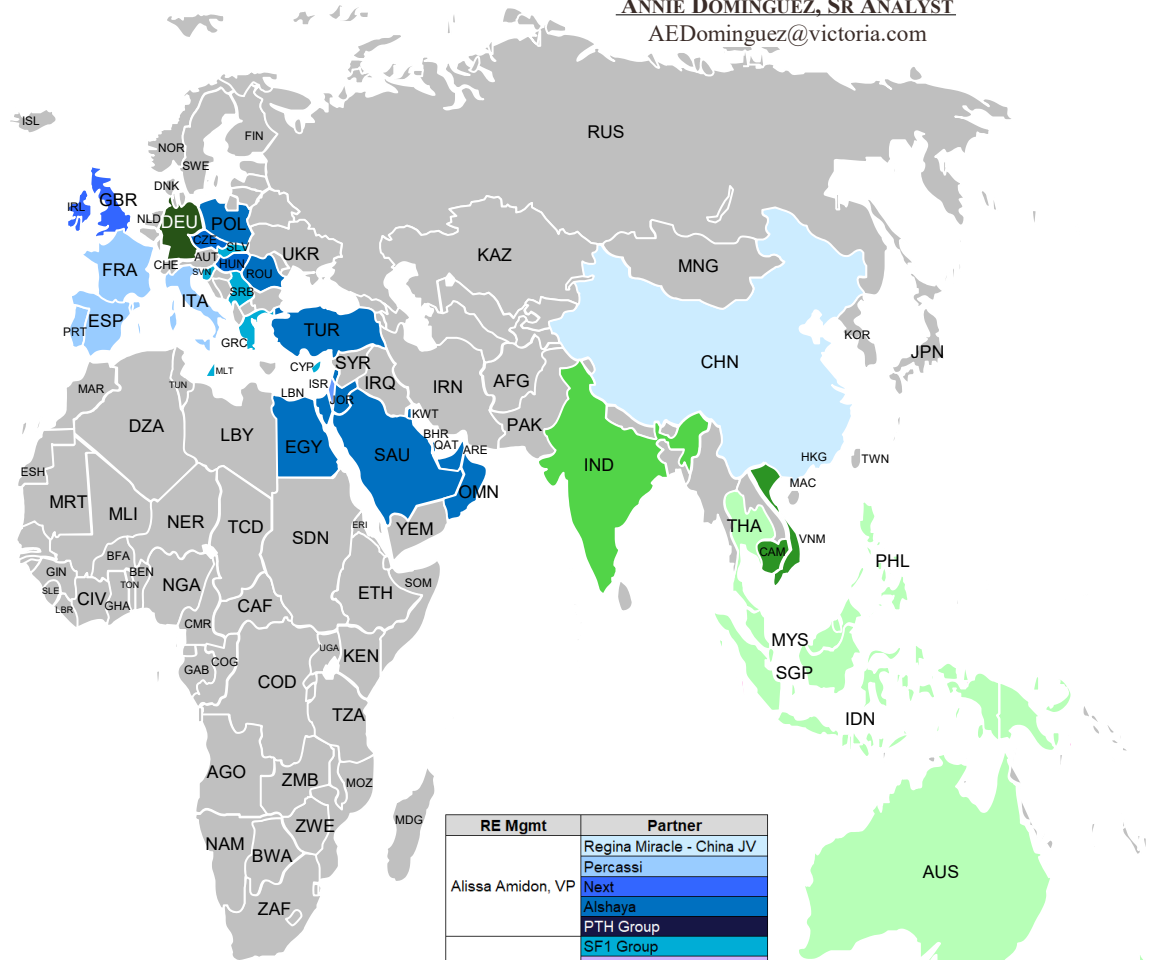 ANNIE DOMINGUEZ, SR ANALYST
AEDominguez@victoria.com
ISL
FIN
RUS
NOR
SWE
DNK
IRL
GBR
NLD
DEU
POL
CZE
SLV
UKR
KAZ
MNG
FRA
CHE
AUT
SVN
HUN
ROU
ITA
SRB
ESP
PRT
TUR
KOR
JPN
GRC
CHN
MLT
CYP
SYR
TUN
ISR
IRQ
IRN
AFG
MAR
LBN
JOR
KWT
PAK
DZA
LBY
EGY
BHR
QAT
ARE
SAU
IND
HKG
TWN
ESH
MAC
MRT
OMN
MLI
NER
TCD
SDN
ERI
YEM
THA
VNM
CAM
BFA
PHL
GIN
BEN
TON
NGA
ETH
SOM
SLE
LBR
CIV
GHA
CAF
CMR
MYS
UGA
KEN
GAB
COG
SGP
COD
TZA
IDN
AGO
ZMB
MOZ
MDG
ZWE
NAM
BWA
AUS
ZAF
RE Mgmt Partner
Regina Miracle - China JV
Percassi
Alissa Amidon, VP Next
Alshaya
PTH Group
SF1 Group